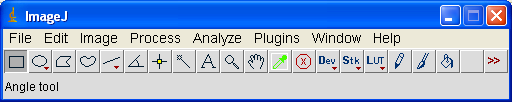 ImageJ
File Edit Image Process Analyze Plugins Window Help
A Dev Stk LUT >>
Angle tool